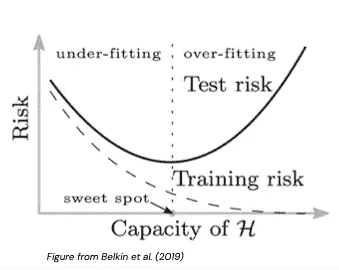 under-fitting
over-fitting
Test risk
Risk
Training risk
sweet spot
Capacity of ℋ
Figure from Belkin et al. (2019)